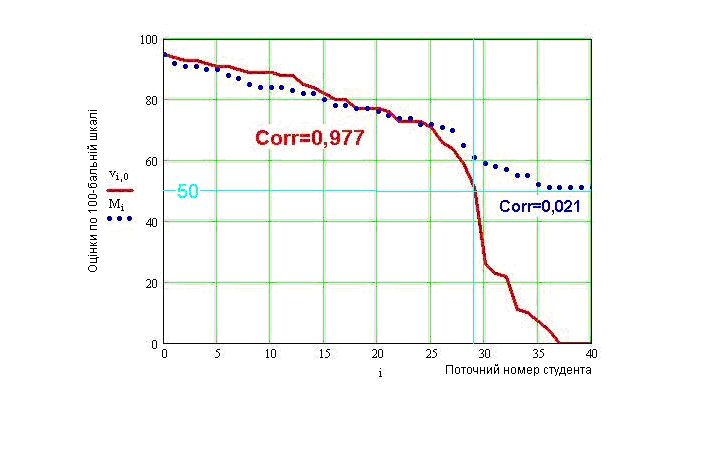 100
80
60
40
20
0
Оцінки по 100-бальній шкалі
vi,0
Mi
Corr=0,977
50
Corr=0,021
0 5 10 15 20 25 30 35 40
i
Поточний номер студента